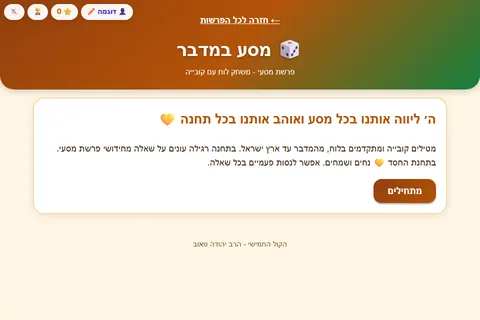 דוגמה
0
← חזרה לכל הפרשות
מסע במדבר
פרשת מסעי - משחק לוח עם קובייה
ה׳ ליווה אותנו בכל מסע ואוהב אותנו בכל תחנה
מטילים קובייה ומתקדמים בלוח, מהמדבר עד ארץ ישראל. בתחנה רגילה עונים על שאלה מחידושי פרשת מסעי.
בתחנת החסד 💛 נחים ושמחים. אפשר לנסות פעמיים בכל שאלה.
מתחילים
הקול החמישי - הרב יהודה טאוב